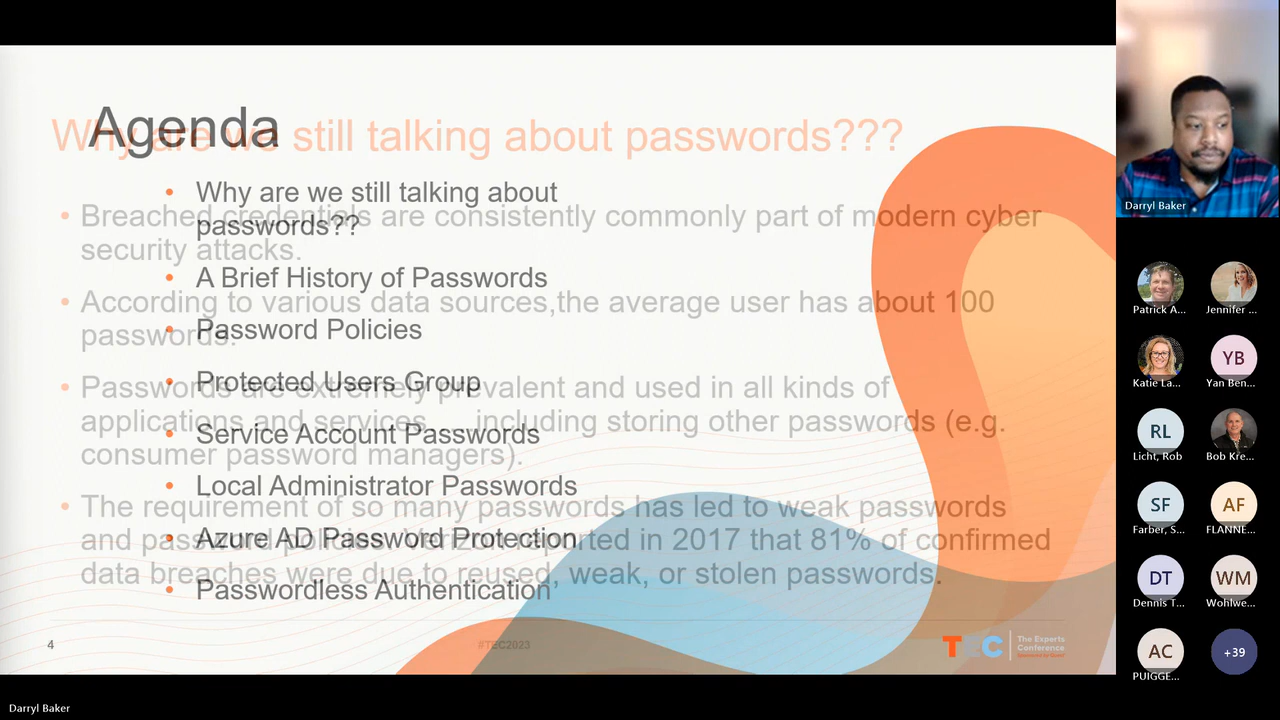 Agenda
Why are we still talking about passwords???
Why are we still talking about
passwords??
A Brief History of Passwords
Password Policies
Protected Users Group
Service Account Passwords
Local Administrator Passwords
Azure AD Password Protection
Passwordless Authentication
Breached credentials are consistently commonly part of modern cyber
security attacks.
According to various data sources,the average user has about 100
passwords.
Passwords are extremely prevalent and used in all kinds of
applications and services including storing other passwords (e.g.
consumer password managers).
The requirement of so many passwords has led to weak passwords
and password policies. Verizon reported in 2017 that 81% of confirmed
data breaches were due to reused, weak, or stolen passwords.
4
#TEC2023
TEC
The Experts
Conference
Darryl Baker
Patrick A...
Jennifer ...
Katie La...
YB
Yan Ben...
RL
Licht, Rob
Bob Kre...
SF
Farber, S...
AF
FLANNE...
DT
Dennis T...
WM
Wohlwe...
AC
PUIGGE...
+39
Darryl Baker